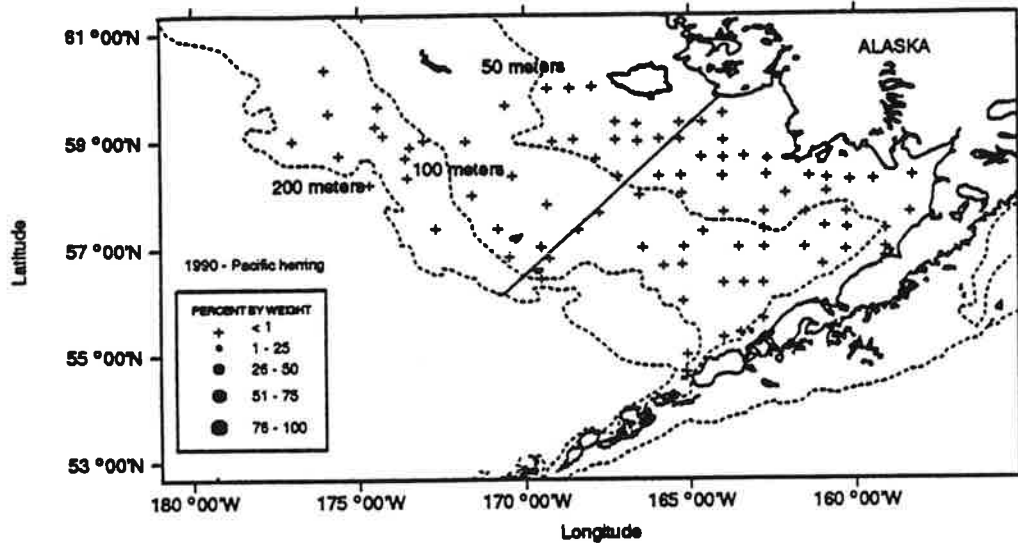 61 °00'N
59 °00'N
57 °00'N
55 °00'N
53 °00'N
Latitude
ALASKA
50 meters
100 meters
200 meters
1990 - Pacific herring
PERCENT BY WEIGHT
+ < 1
1 - 25
26 - 50
51 - 75
76 - 100
180 °00'W
175 °00'W
170 °00'W
165 °00'W
160 °00'W
Longitude